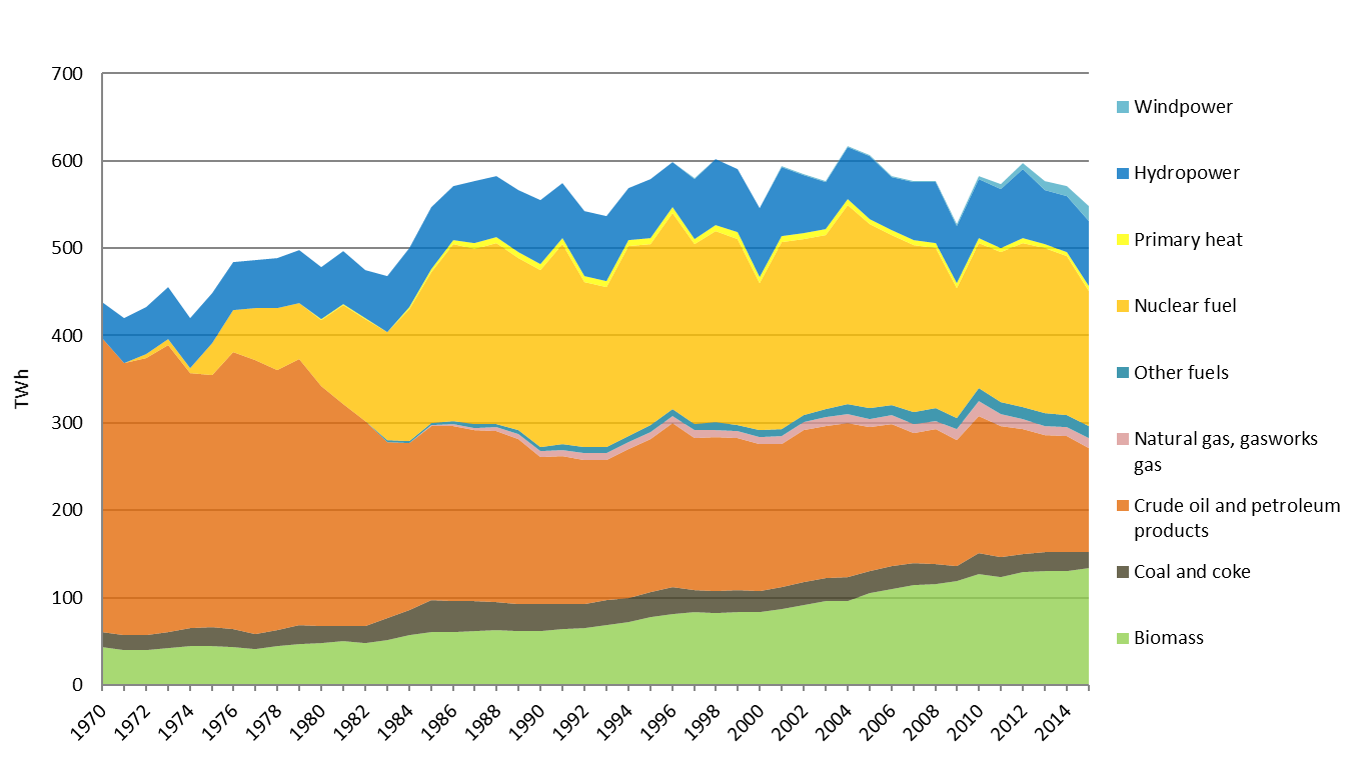 700
600
500
400
300
200
100
0
TWh
1970
1972
1974
1976
1978
1980
1982
1984
1986
1988
1990
1992
1994
1996
1998
2000
2002
2004
2006
2008
2010
2012
2014
Windpower
Hydropower
Primary heat
Nuclear fuel
Other fuels
Natural gas, gasworks
gas
Crude oil and petroleum
products
Coal and coke
Biomass